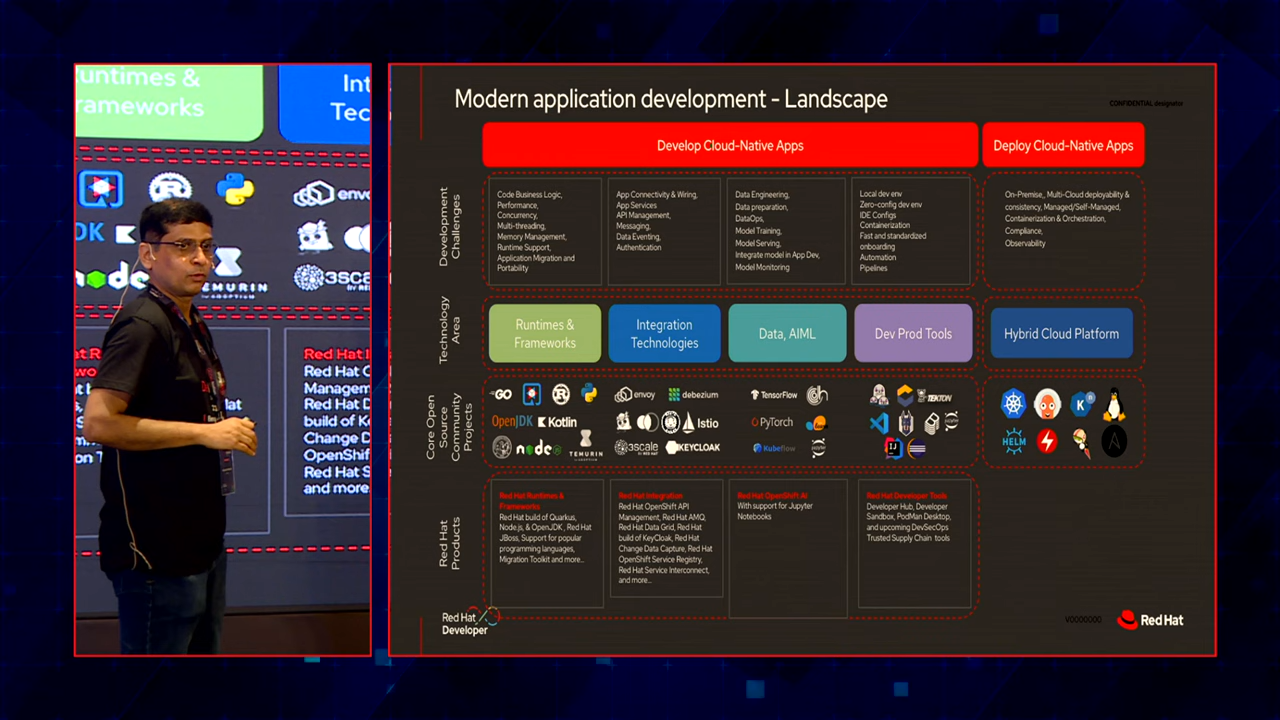 untimes &
rameworks
Int
Tec
envo
DK
node
TEMURIN
3SCA
Red Hat I
Red Hat C
Managem
Red Hat D
build of K
Change D
OpenShif
Red Hat S
and more
Modern application development - Landscape
CONFIDENTIAL designator
Develop Cloud-Native Apps
Deploy Cloud-Native Apps
Development
Challenges
Code Business Logic,
Performance,
Concurrency,
Multi-threading,
Memory Management,
Runtime Support,
Application Migration and
Portability
App Connectivity & Wiring,
App Services
API Management,
Messaging,
Data Eventing,
Authentication
Data Engineering,
Data preparation,
DataOps,
Model Training,
Model Serving,
Integrate model in App Dev,
Model Monitoring
Local dev env
Zero-config dev env
IDE Configs
Containerization
Fast and standardized
onboarding
Automation
Pipelines
On-Premise,, Multi-Cloud deployability &
consistency, Managed/Self-Managed,
Containerization & Orchestration,
Compliance,
Observability
Technology
Area
Runtimes &
Frameworks
Integration
Technologies
Data, AIML
Dev Prod Tools
Hybrid Cloud Platform
Core Open
Source
Community
Projects
GO
envoy
debezium
TensorFlow
TEKTON
OpenJDK
Kotlin
Istio
PyTorch
node
TEMURIN
3scale
KEYCLOAK
Kubeflow
HELM
Red Hat
Products
Red Hat Runtimes &
Frameworks
Red Hat build of Quarkus,
Node.js, & OpenJDK , Red Hat
JBoss, Support for popular
programming languages,
Migration Toolkit and more...
Red Hat Integration
Red Hat OpenShift API
Management, Red Hat AMQ,
Red Hat Data Grid, Red Hat
build of KeyCloak, Red Hat
Change Data Capture, Red Hat
OpenShift Service Registry,
Red Hat Service Interconnect,
and more...
Red Hat OpenShift AI
With support for Jupyter
Notebooks
Red Hat Developer Tools
Developer Hub, Developer
Sandbox, PodMan Desktop,
and upcoming DevSecOps
Trusted Supply Chain tools
Red Hat
Developer
V0000000
Red Hat